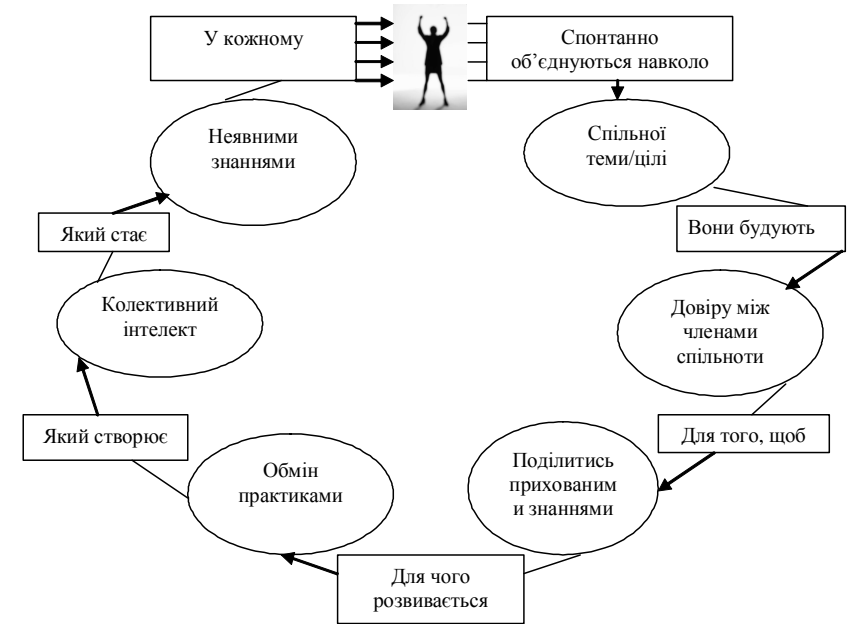 У кожному
Спонтанно
об’єднуються навколо
Спільної
теми/цілі
Вони будують
Довіру між
членами
спільноти
Для того, щоб
Поділитись
прихованим
и знаннями
Для чого
розвивається
Обмін
практиками
Який створює
Колективний
інтелект
Який стає
Неявними
знаннями